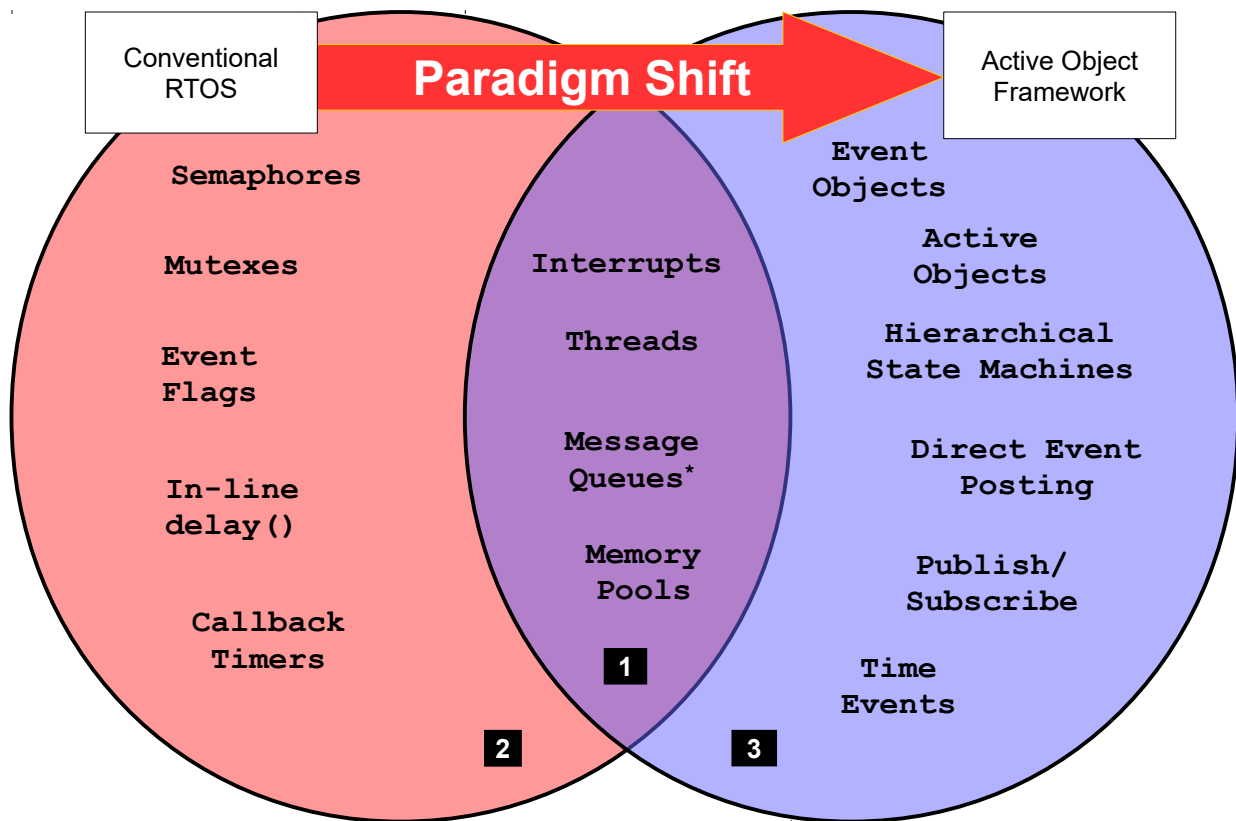 Conventional
RTOS
Paradigm Shift
Active Object
Framework
Semaphores
Mutexes
Event
Flags
In-line
delay()
Callback
Timers
2
Interrupts
Threads
Message
Queues*
Memory
Pools
1
Event
Objects
Active
Objects
Hierarchical
State Machines
Direct Event
Posting
Publish/
Subscribe
Time
Events
3